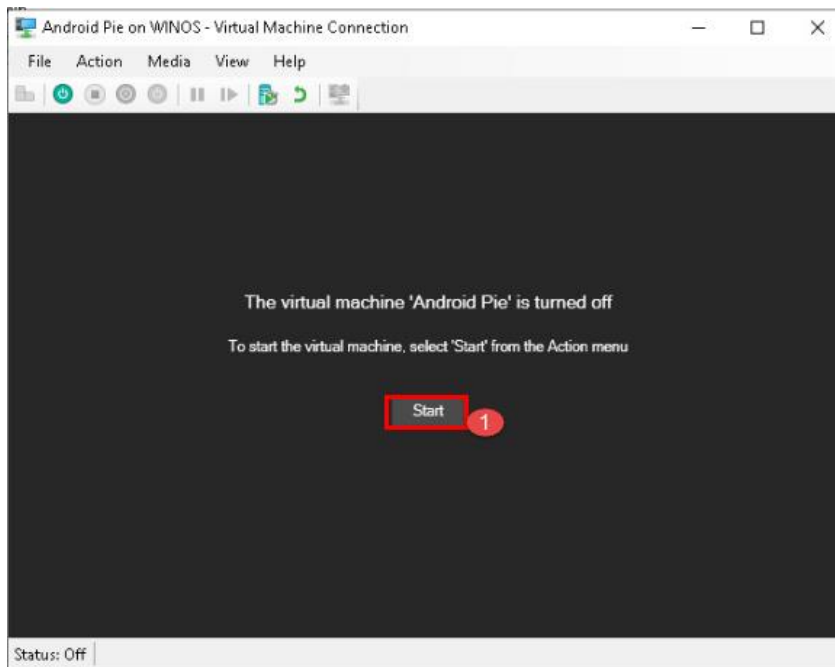 Android Pie on WINOS - Virtual Machine Connection
File Action Media View Help
The virtual machine 'Android Pie' is turned off
To start the virtual machine, select 'Start' from the Action menu
Start
1
Status: Off